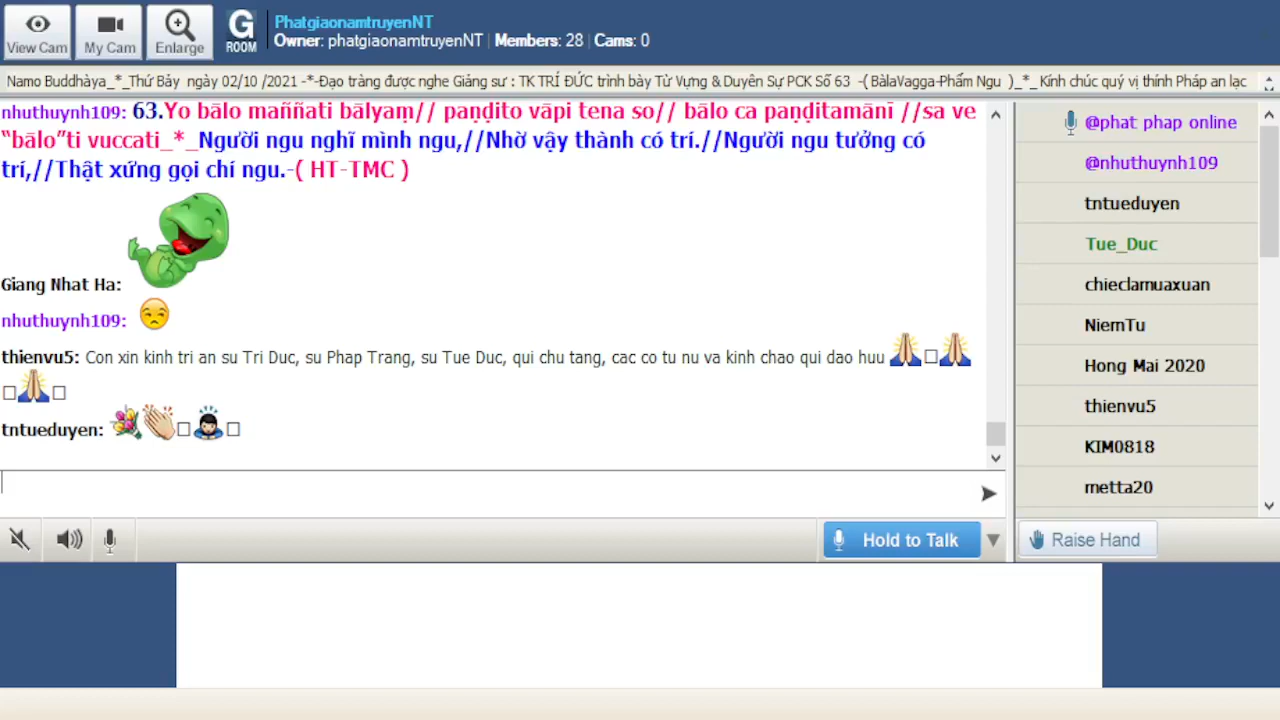 View Cam
My Cam
Enlarge
G
ROOM
PhatgiaonamtruyenNT
Owner: phatgiaonamtruyenNT | Members: 28 | Cams: 0
Namo Buddhàya_*_Thứ Bảy ngày 02/10 /2021 -*-Đạo tràng được nghe Giảng sư : TK TRÍ ĐỨC trình bày Từ Vựng & Duyên Sự PCK Số 63 -( BàlaVagga-Phẩm Ngu )_*_ Kính chúc quý vị thính Pháp an lạc
nhuthuynh109: 63.Yo bālo maññati bālyaṃ// paṇḍito vāpi tena so// bālo ca paṇḍitamānī //sa ve
“bālo”ti vuccati_*_Người ngu nghĩ mình ngu,//Nhờ vậy thành có trí.//Người ngu tưởng có
trí,//Thật xứng gọi chí ngu.-( HT-TMC )
Giang Nhat Ha:
nhuthuynh109:
thienvu5: Con xin kinh tri an su Tri Duc, su Phap Trang, su Tue Duc, qui chu tang, cac co tu nu va kinh chao qui dao huu
tntueduyen:
@phat phap online
@nhuthuynh109
tntueduyen
Tue_Duc
chieclamuaxuan
NiemTu
Hong Mai 2020
thienvu5
KIM0818
metta20
Hold to Talk
Raise Hand